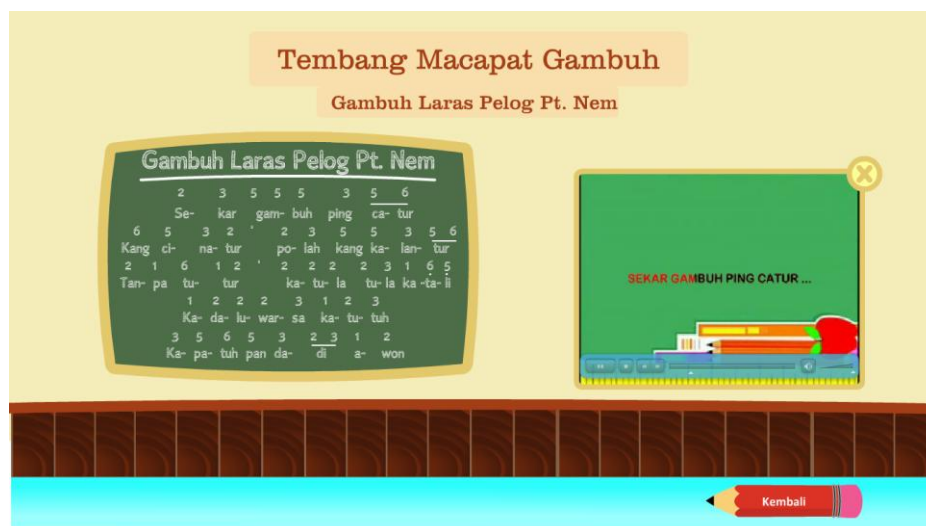 Tembang Macapat Gambuh
Gambuh Laras Pelog Pt. Nem
Gambuh Laras Pelog Pt. Nem
2 3 5 5 5 3 5 6
Se- kar gam- buh ping ca- tur
6 5 3 2 ' 2 3 5 5 3 5 6
Kang ci- na- tur po- lah kang ka- lan- tur
2 1 6 1 2 ' 2 2 2 2 3 1 6 5
Tan- pa tu- tur ka- tu- la tu- la ka -ta- li
1 2 2 2 3 1 2 3
Ka- da- lu- war- sa ka- tu- tuh
3 5 6 5 3 2 3 1 2
Ka- pa- tuh pan da- di a- won
SEKAR GAMBUH PING CATUR ...
Kembali